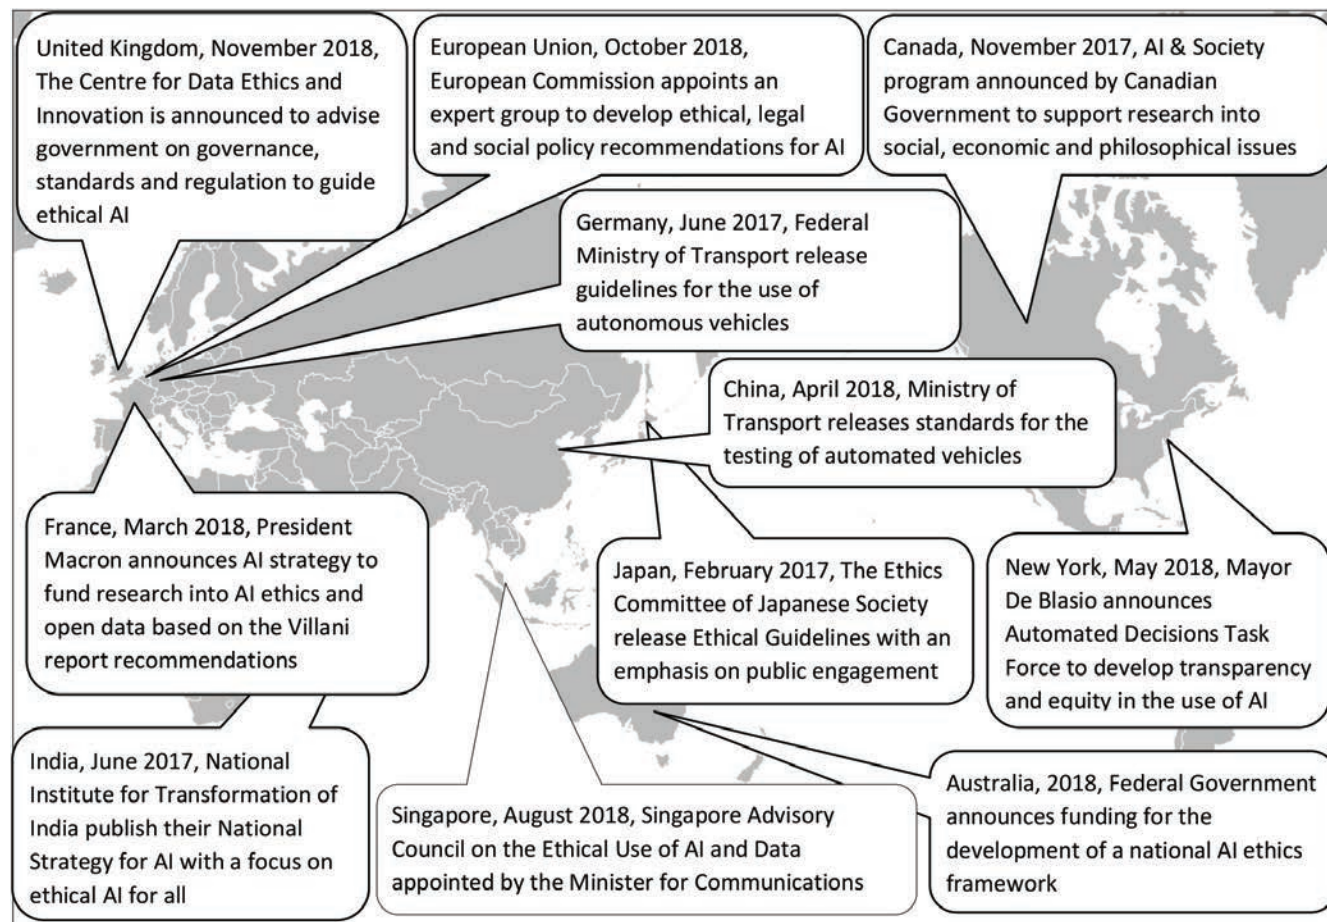 United Kingdom, November 2018,
The Centre for Data Ethics and
Innovation is announced to advise
government on governance,
standards and regulation to guide
ethical AI
European Union, October 2018,
European Commission appoints an
expert group to develop ethical, legal
and social policy recommendations for AI
Canada, November 2017, AI & Society
program announced by Canadian
Government to support research into
social, economic and philosophical issues
Germany, June 2017, Federal
Ministry of Transport release
guidelines for the use of
autonomous vehicles
China, April 2018, Ministry of
Transport releases standards for the
testing of automated vehicles
France, March 2018, President
Macron announces AI strategy to
fund research into AI ethics and
open data based on the Villani
report recommendations
Japan, February 2017, The Ethics
Committee of Japanese Society
release Ethical Guidelines with an
emphasis on public engagement
New York, May 2018, Mayor
De Blasio announces
Automated Decisions Task
Force to develop transparency
and equity in the use of AI
India, June 2017, National
Institute for Transformation of
India publish their National
Strategy for AI with a focus on
ethical AI for all
Singapore, August 2018, Singapore Advisory
Council on the Ethical Use of AI and Data
appointed by the Minister for Communications
Australia, 2018, Federal Government
announces funding for the
development of a national AI ethics
framework